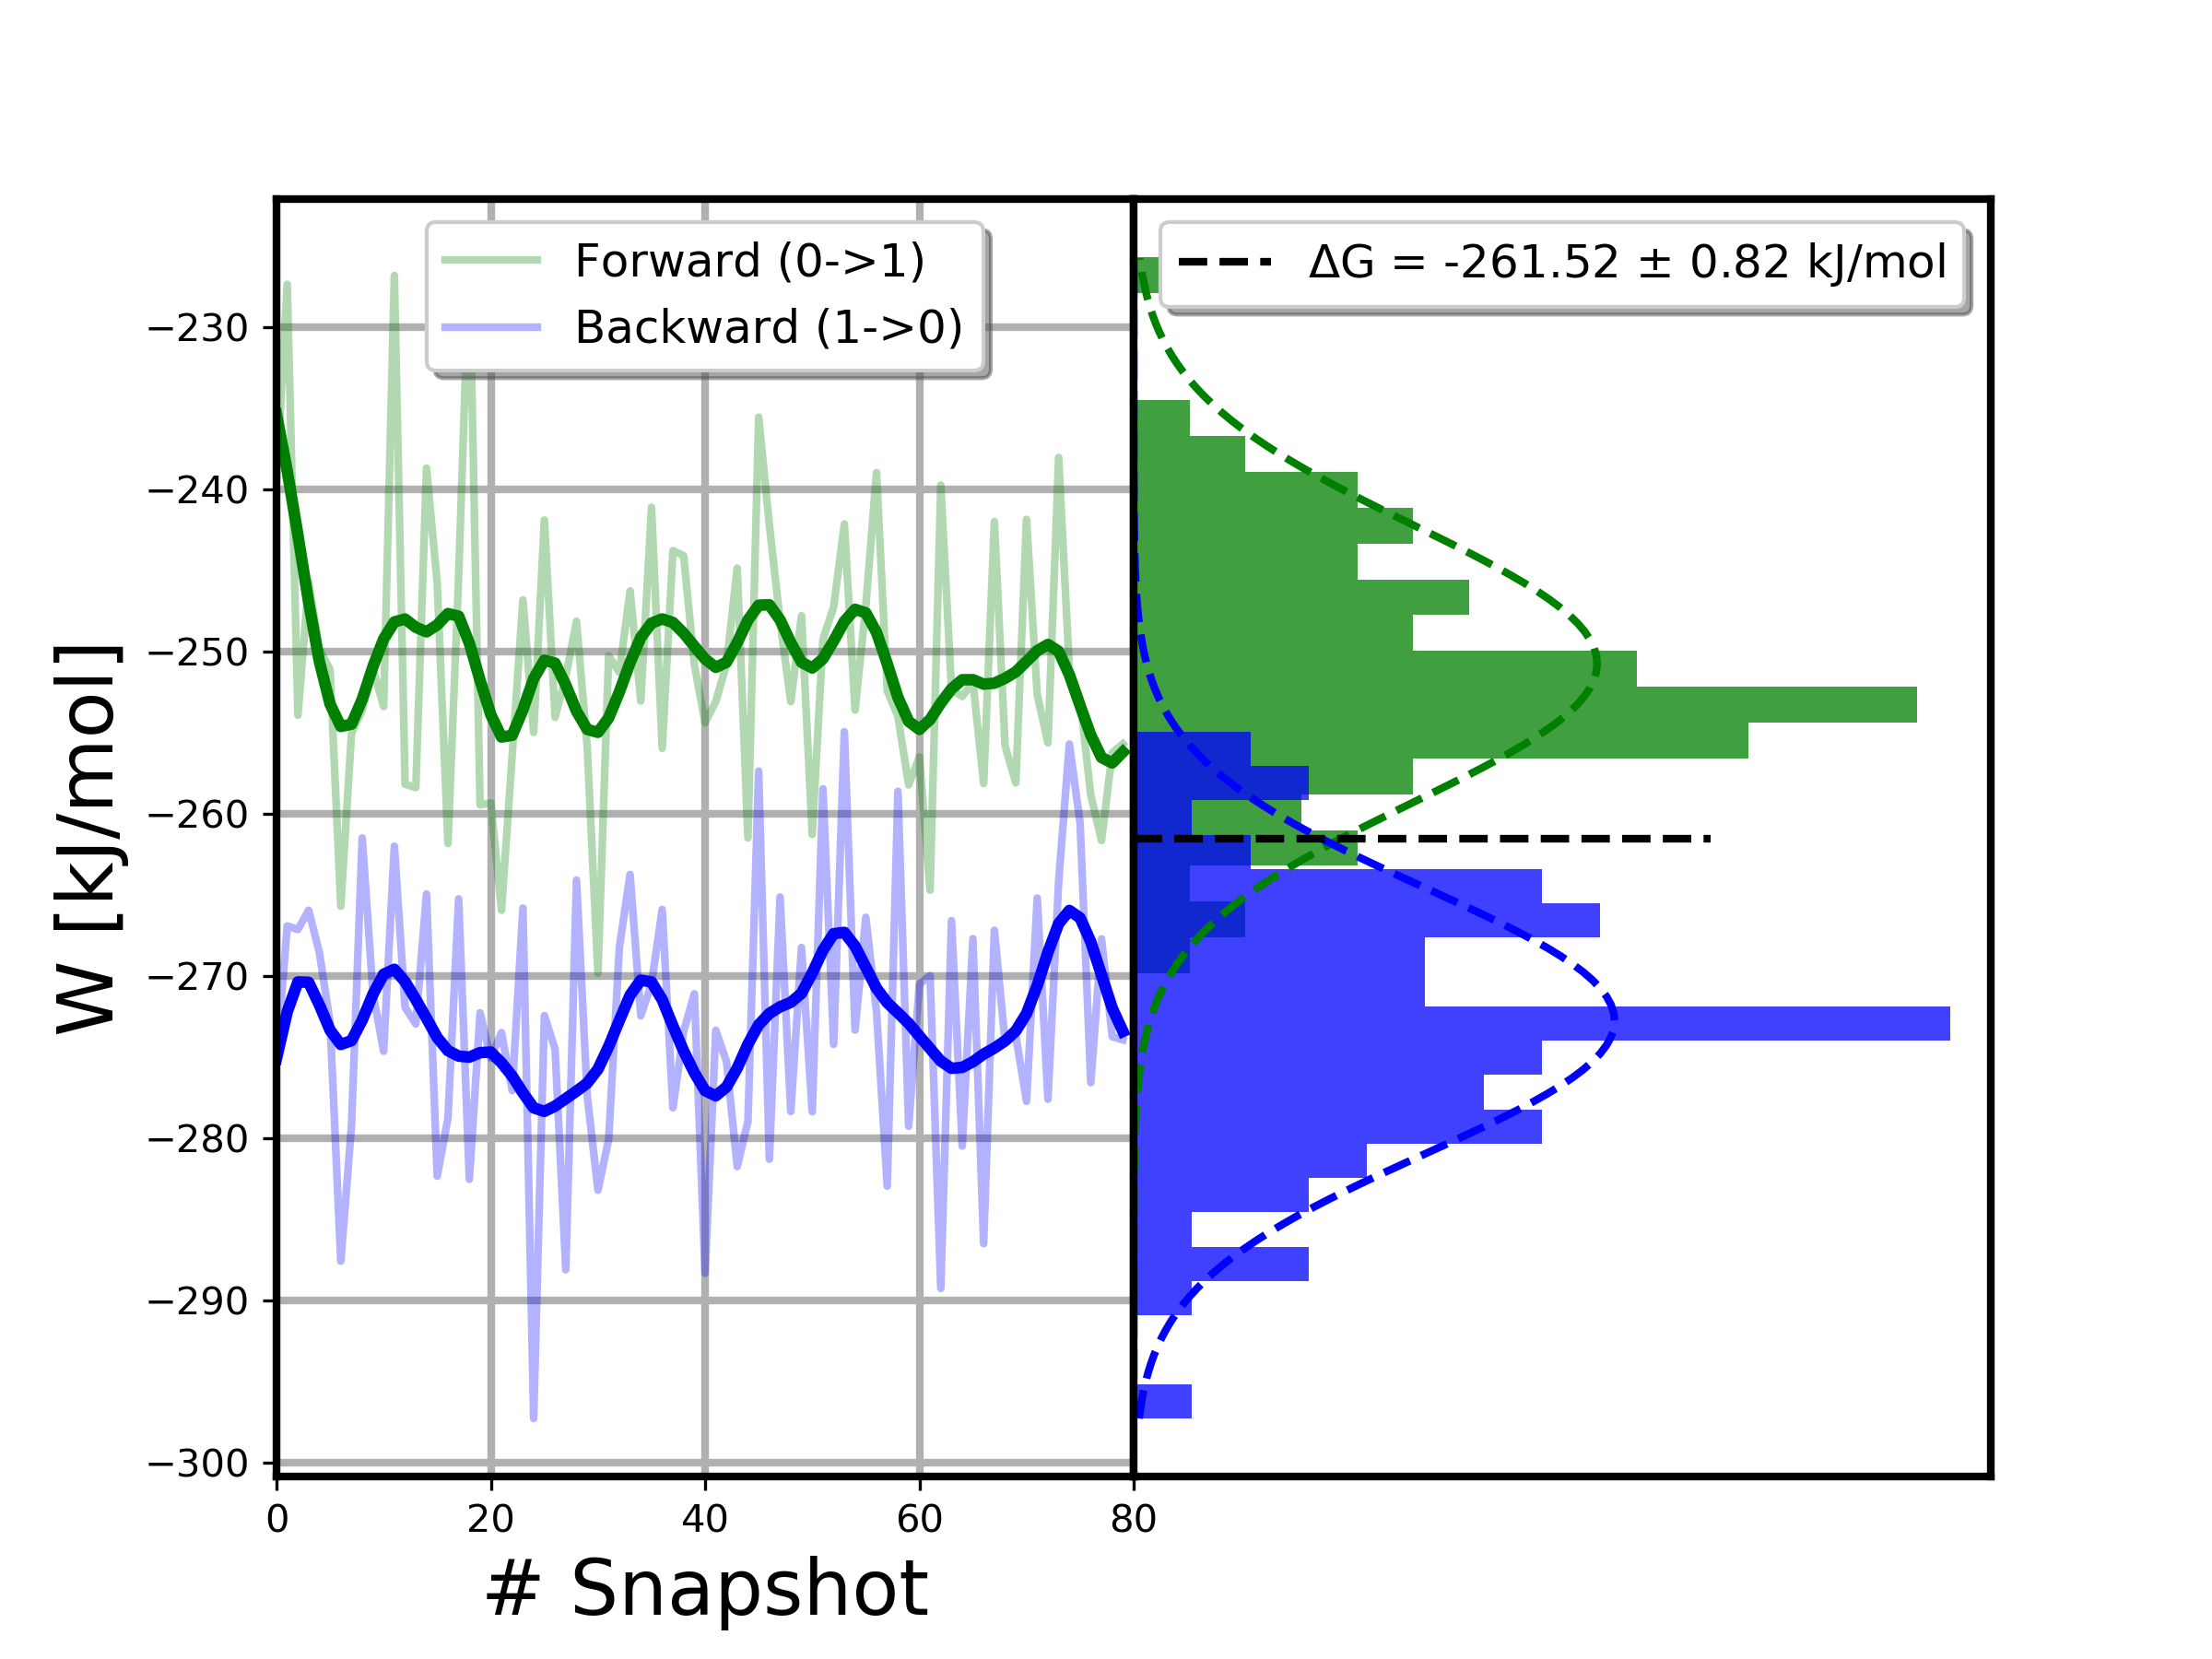 Forward (0->1)
Backward (1->0)
ΔG = -261.52 ± 0.82 kJ/mol
W [kJ/mol]
−230
−240
−250
−260
−270
−280
−290
−300
0 20 40 60 80
# Snapshot